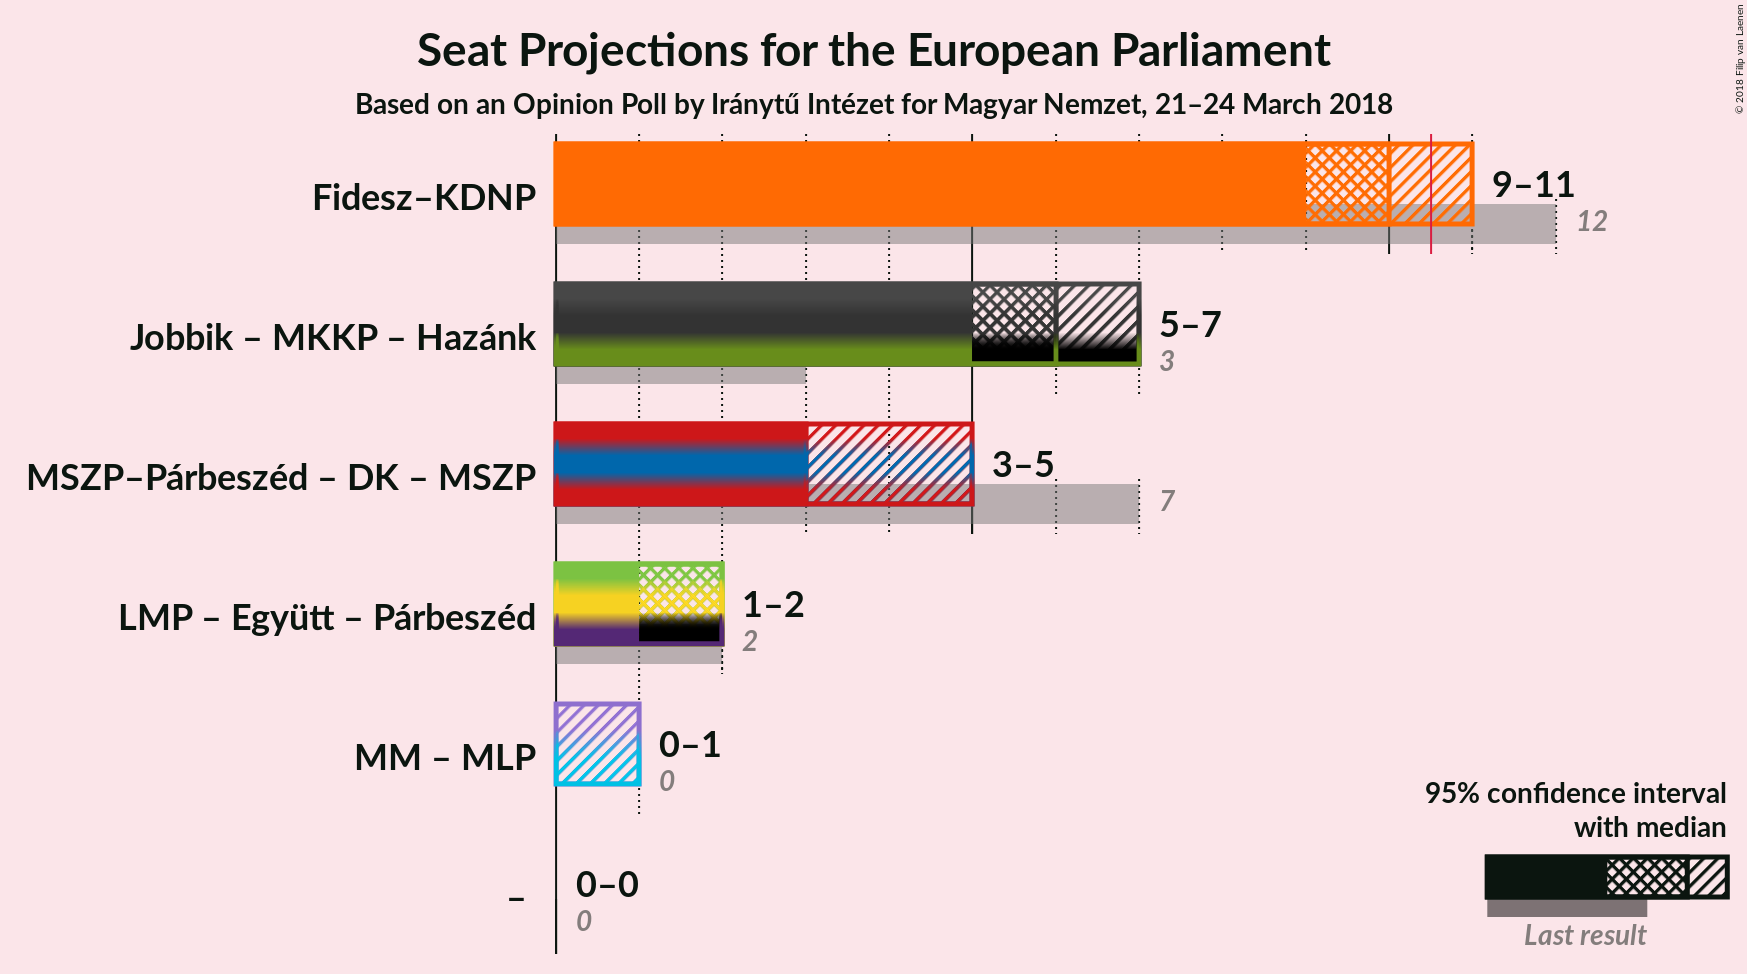 Seat Projections for the European Parliament
Based on an Opinion Poll by Iránytű Intézet for Magyar Nemzet, 21–24 March 2018
© 2018 Filip van Laenen
Fidesz–KDNP
9–11
12
Jobbik – MKKP – Hazánk
5–7
3
MSZP–Párbeszéd – DK – MSZP
3–5
7
LMP – Együtt – Párbeszéd
1–2
2
MM – MLP
0–1
0
–
0–0
0
95% confidence interval
with median
Last result